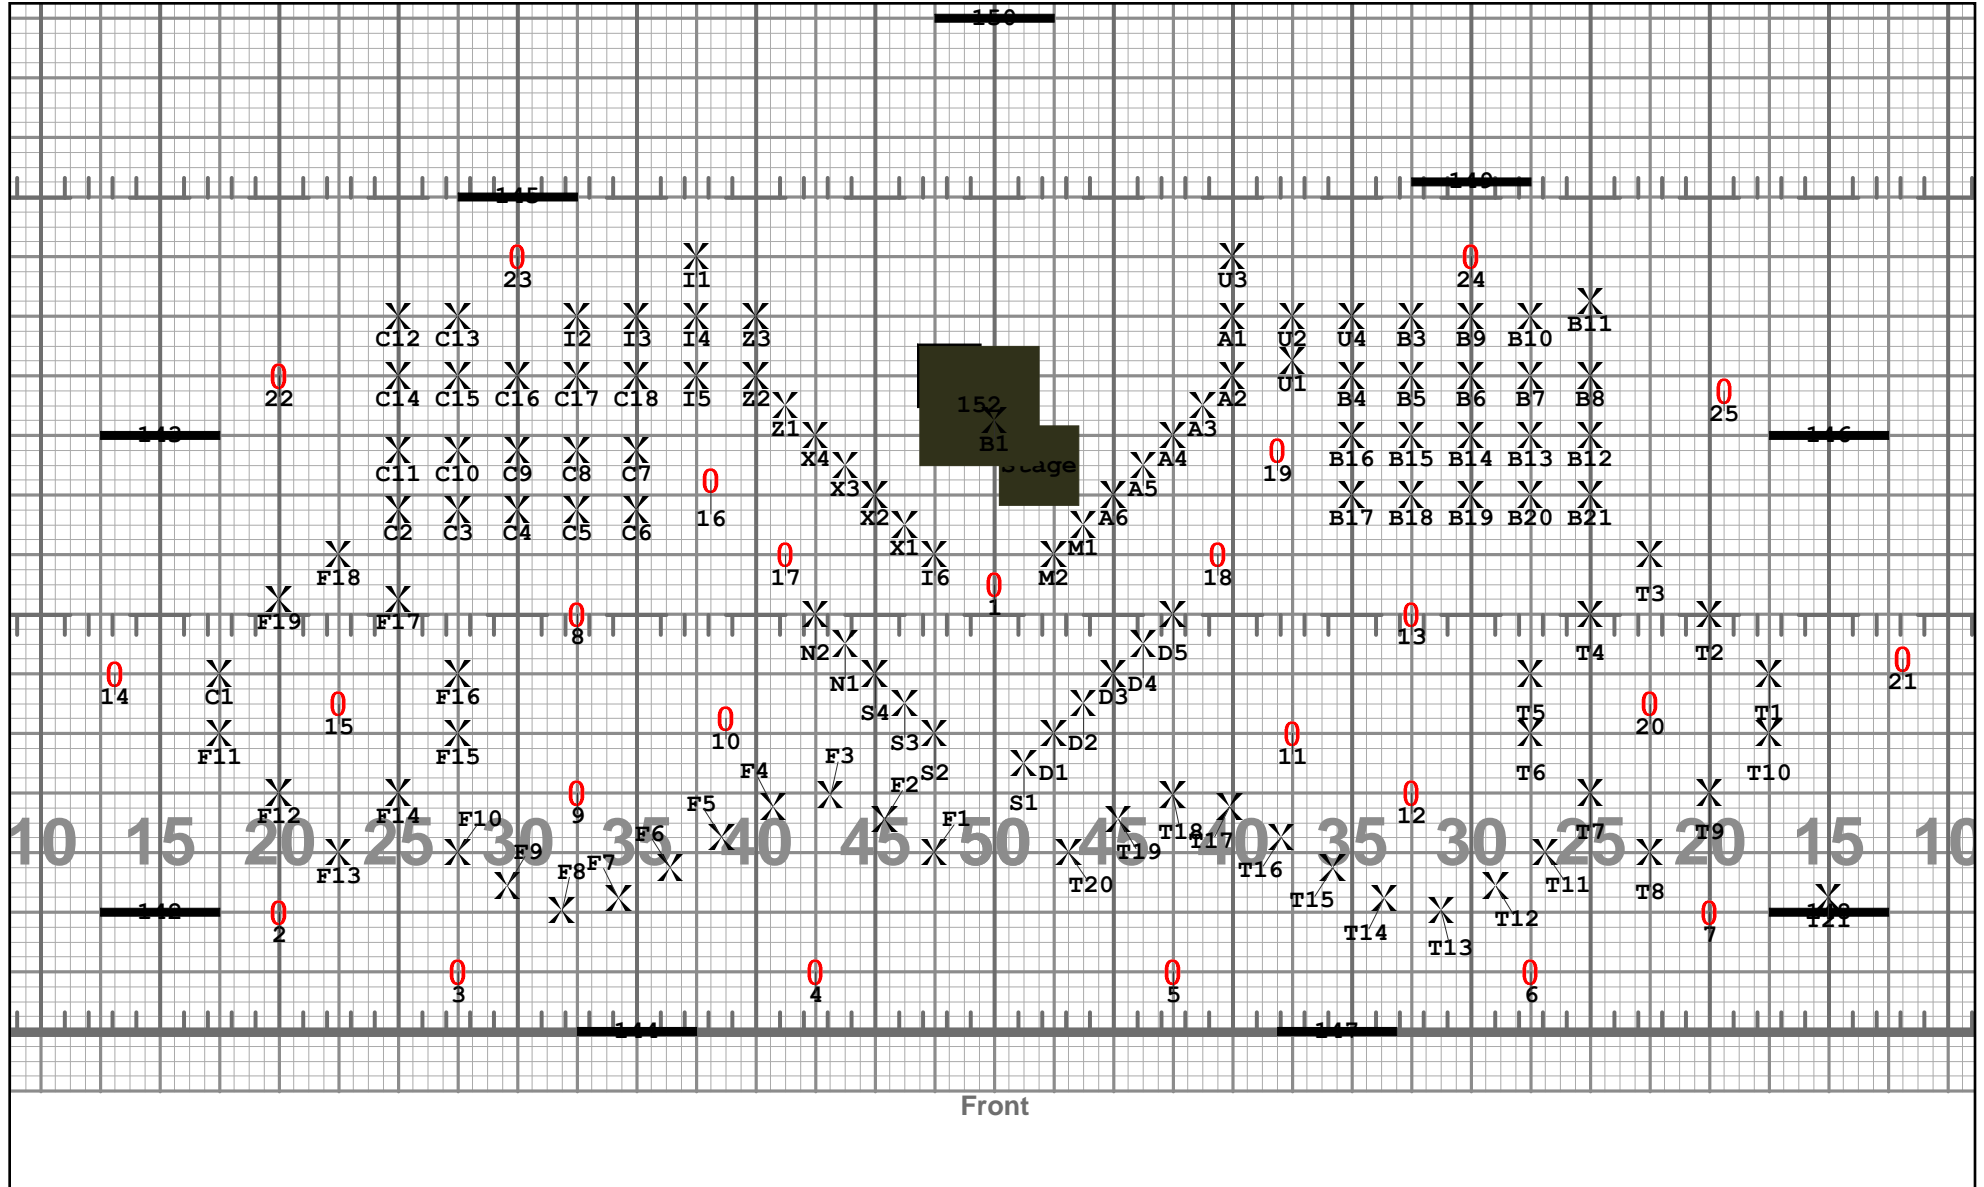 150
145 149
23 I1 U3 24
C12 C13 I2 I3 I4 Z3 A1 U2 U4 B3 B9 B10 B11
22 C14 C15 C16 C17 C18 I5 Z2 152 A2 U1 B4 B5 B6 B7 B8 25
143 Z1 X4 B1 A3 146
C11 C10 C9 C8 C7 X3 Stage A5 A4 19 B16 B15 B14 B13 B12
C2 C3 C4 C5 C6 16 X2 A6 B17 B18 B19 B20 B21
F18 17 X1 I6 M2 M1 18 T3
F19 F17 8 1 13
N2 D5 T4 T2
14 C1 F16 N1 D4 21
15 S4 D3 T5 20 T1
F11 F15 10 S3 D2 11
F4 F3 S2 D1 T6 T10
F5 F2 S1
F12 F14 F10 9 F6 F1 T18 T17 12 T7 T9
10 15 20 25 30 35 40 45 50 45 40 35 30 25 20 15 10
F13 F9 F8 F7 T20 T19 T16 T15 T11 T8
142 2 T14 T13 T12 7 T21
3 4 5 6
144 147
Front